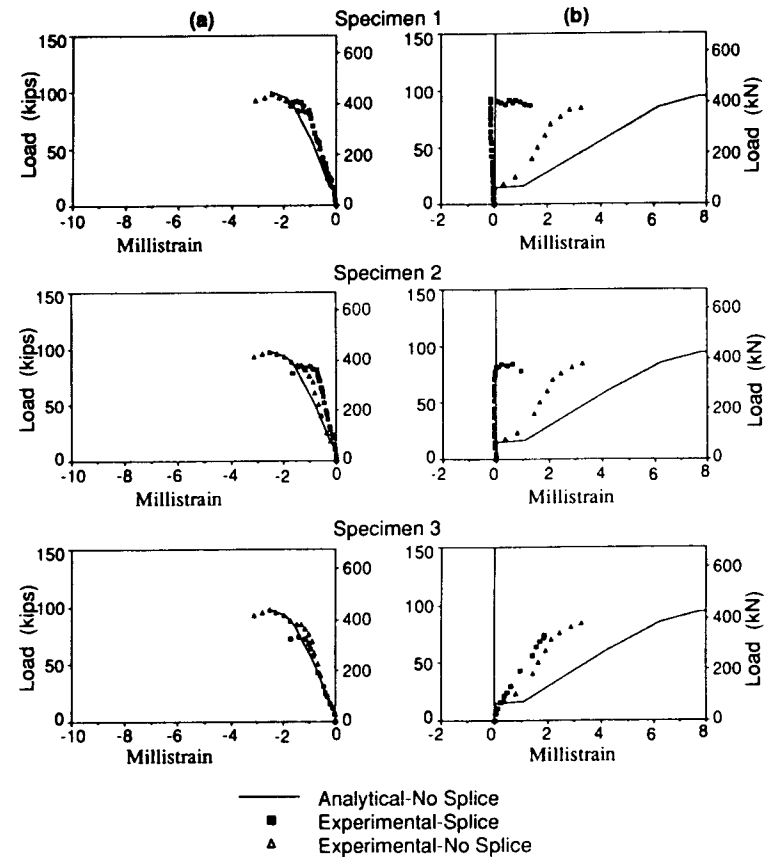 (a) Specimen 1 (b)
150
100
50
0
Load (kips)
600
400
200
0
-10 -8 -6 -4 -2 0
Millistrain
150
100
50
0
600
400
200
0
Load (kN)
-2 0 2 4 6 8
Millistrain
Specimen 2
150
100
50
0
Load (kips)
600
400
200
0
-10 -8 -6 -4 -2 0
Millistrain
150
100
50
0
600
400
200
0
Load (kN)
-2 0 2 4 6 8
Millistrain
Specimen 3
150
100
50
0
Load (kips)
600
400
200
0
-10 -8 -6 -4 -2 0
Millistrain
150
100
50
0
600
400
200
0
Load (kN)
-2 0 2 4 6 8
Millistrain
Analytical-No Splice
Experimental-Splice
Experimental-No Splice